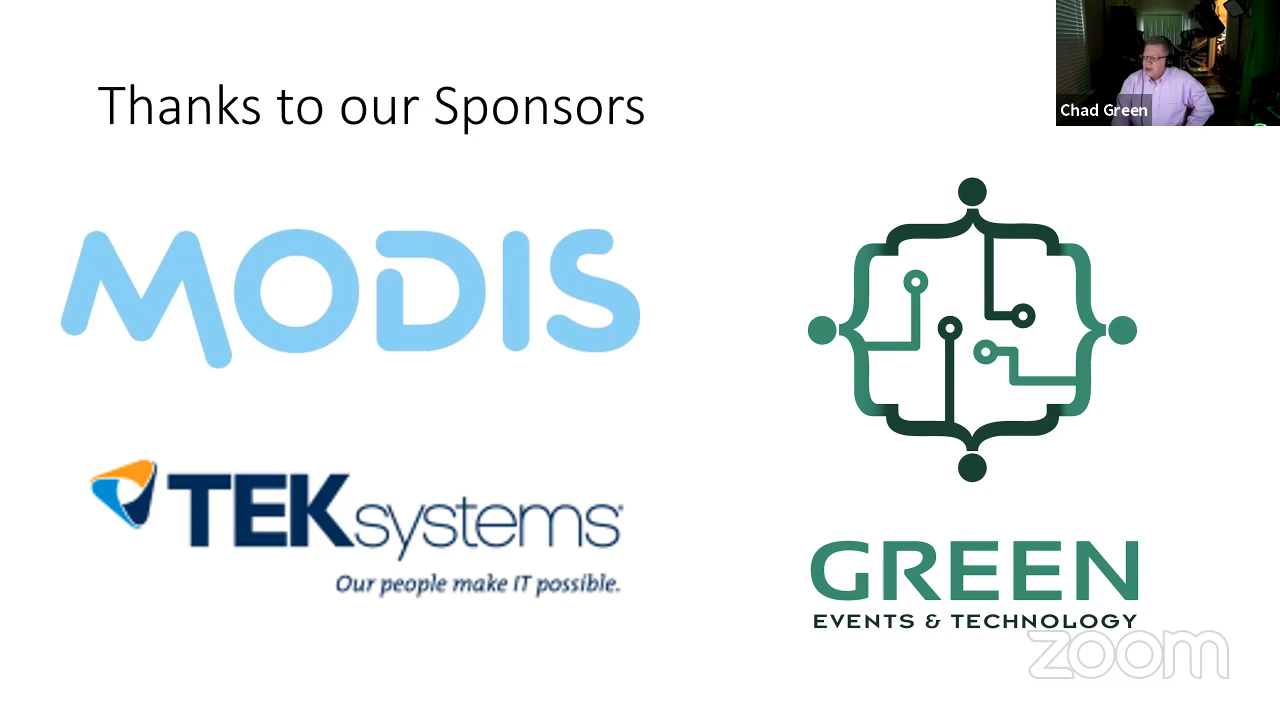 Thanks to our Sponsors
Chad Green
MODIS
TEKsystems
Our people make IT possible.
GREEN
EVENTS & TECHNOLOGY
zoom